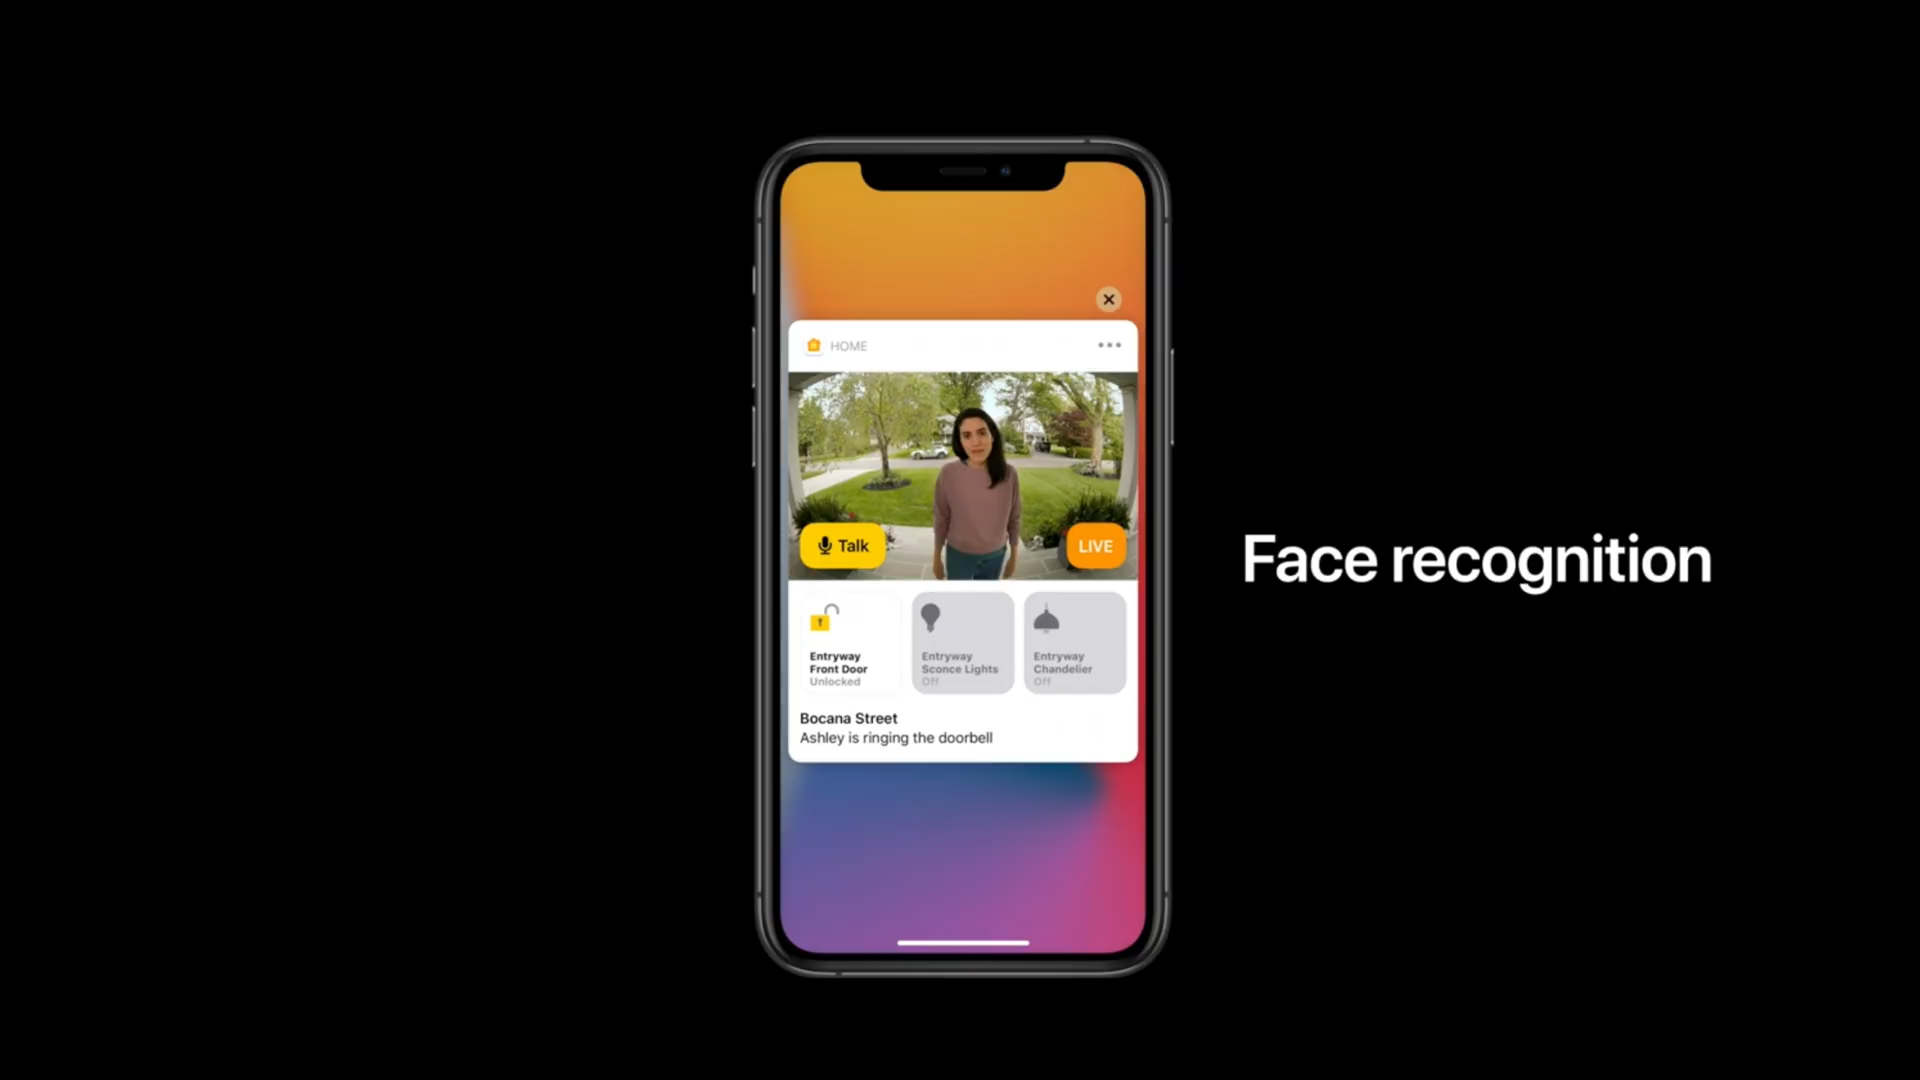 HOME
Talk
LIVE
Entryway
Front Door
Unlocked
Entryway
Sconce Lights
Off
Entryway
Chandelier
Off
Bocana Street
Ashley is ringing the doorbell
Face recognition